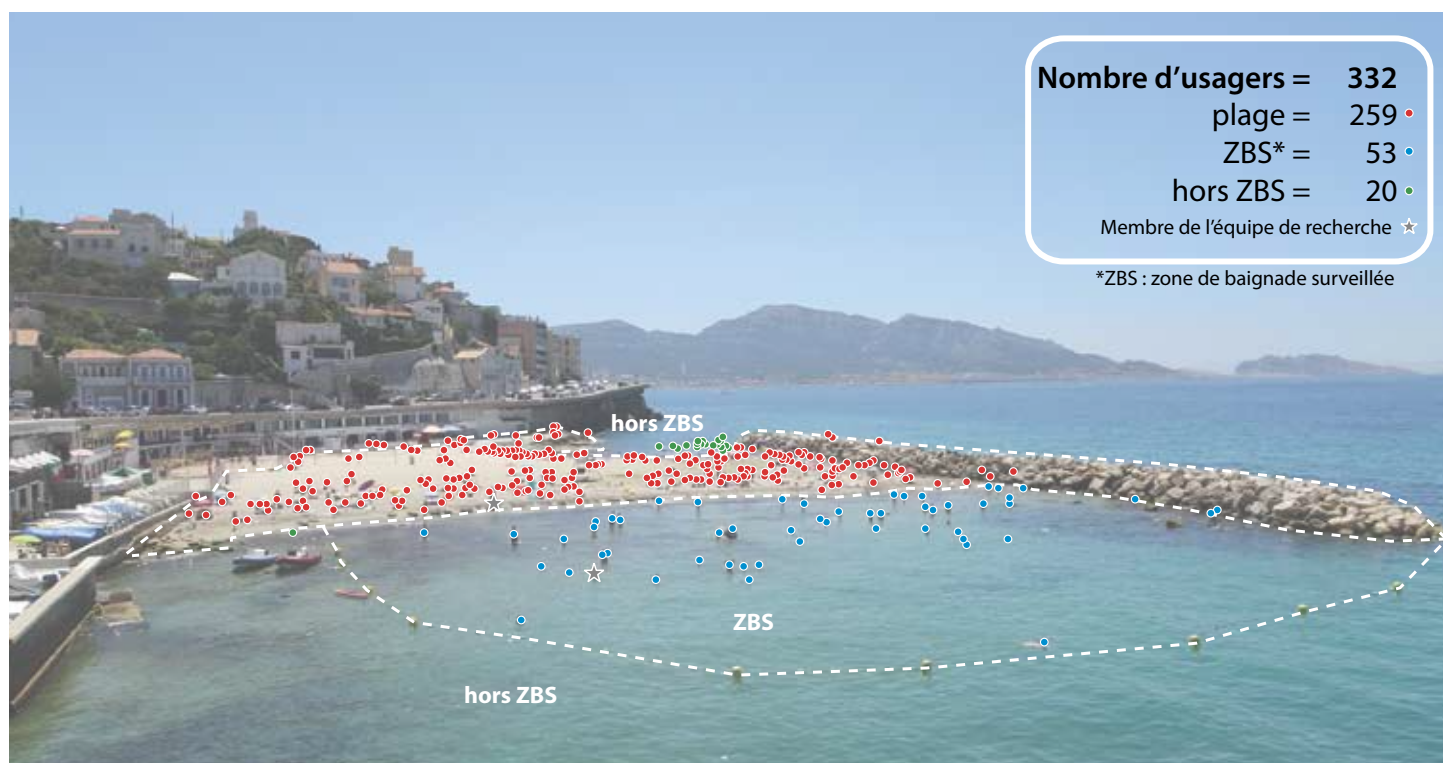 Nombre d'usagers = 332
plage = 259
ZBS* = 53
hors ZBS = 20
Membre de l'équipe de recherche
*ZBS : zone de baignade surveillée
hors ZBS
ZBS
hors ZBS